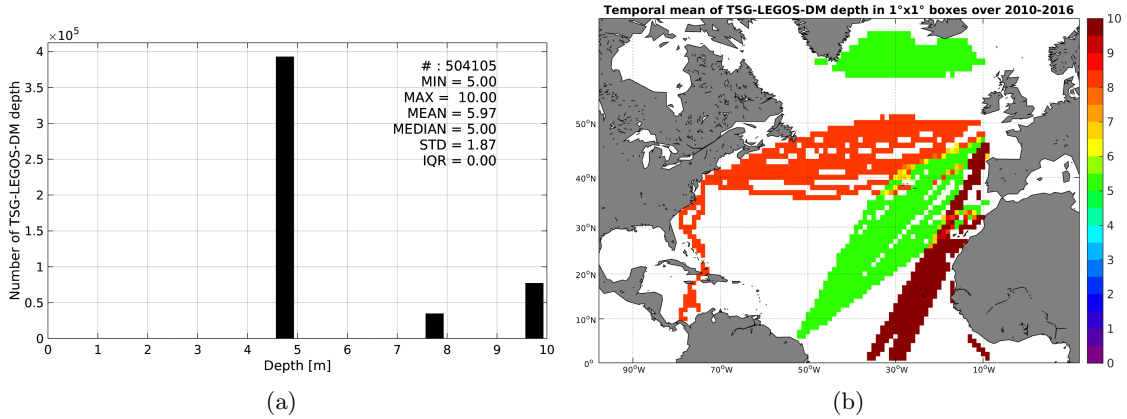 ×10⁵
4
3.5
3
2.5
2
1.5
1
0.5
0
Number of TSG-LEGOS-DM depth
# : 504105
MIN = 5.00
MAX = 10.00
MEAN = 5.97
MEDIAN = 5.00
STD = 1.87
IQR = 0.00
0 1 2 3 4 5 6 7 8 9 10
Depth [m]
(a)
Temporal mean of TSG-LEGOS-DM depth in 1°x1° boxes over 2010-2016
50°N
40°N
30°N
20°N
10°N
0°
90°W 70°W 50°W 30°W 10°W
10
9
8
7
6
5
4
3
2
1
0
(b)